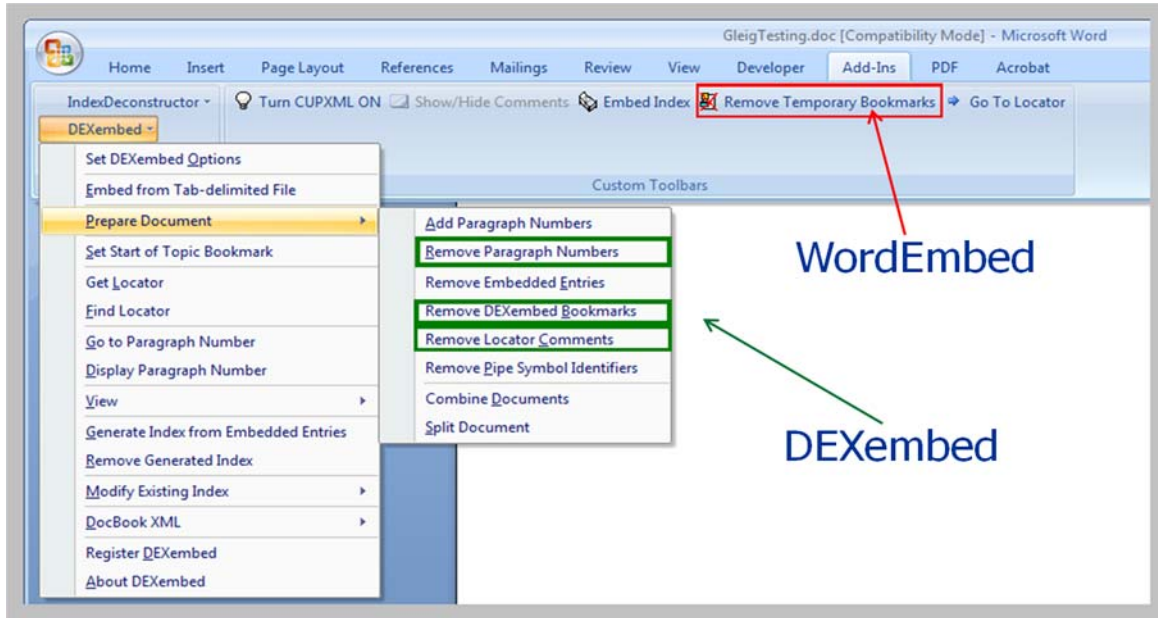 GleigTesting.doc [Compatibility Mode] - Microsoft Word
Home Insert Page Layout References Mailings Review View Developer Add-Ins PDF Acrobat
IndexDeconstructor Turn CUPXML ON Show/Hide Comments Embed Index Remove Temporary Bookmarks Go To Locator
DEXembed
Custom Toolbars
Set DEXembed Options
Embed from Tab-delimited File
Prepare Document
Set Start of Topic Bookmark
Get Locator
Find Locator
Go to Paragraph Number
Display Paragraph Number
View
Generate Index from Embedded Entries
Remove Generated Index
Modify Existing Index
DocBook XML
Register DEXembed
About DEXembed
Add Paragraph Numbers
Remove Paragraph Numbers
Remove Embedded Entries
Remove DEXembed Bookmarks
Remove Locator Comments
Remove Pipe Symbol Identifiers
Combine Documents
Split Document
WordEmbed
DEXembed